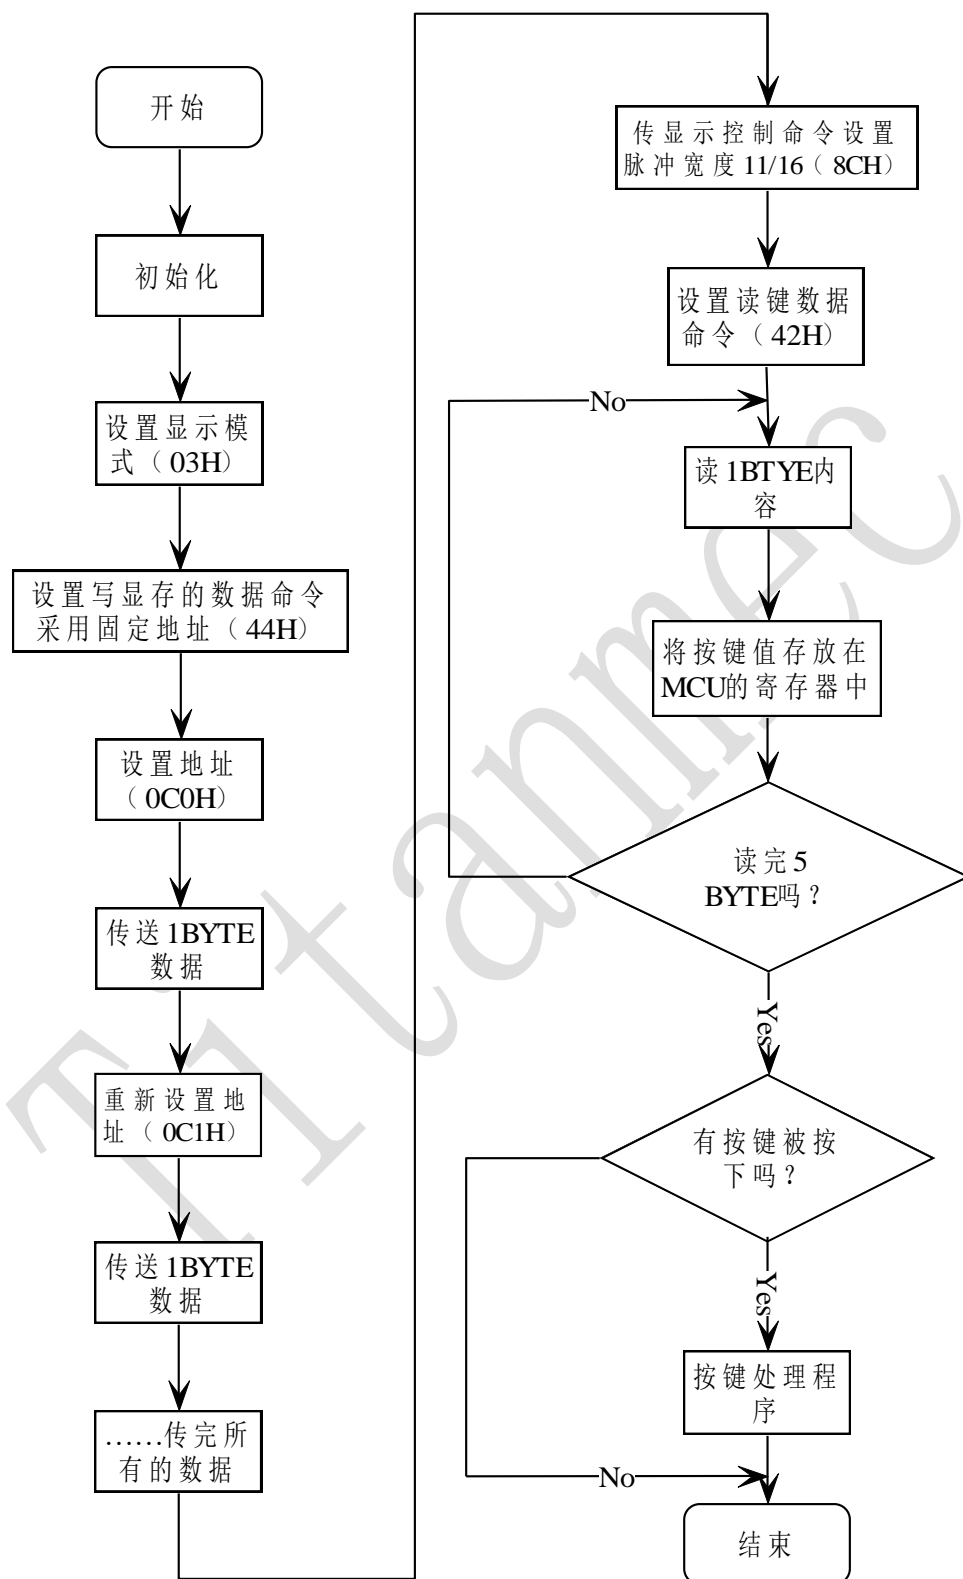 开始
初始化
设置显示模
式（03H）
设置写显存的数据命令
采用固定地址（44H）
设置地址
（0C0H）
传送1BYTE
数据
重新设置地
址（0C1H）
传送1BYTE
数据
……传完所
有的数据
传显示控制命令设置
脉冲宽度11/16（8CH）
设置读键数据
命令（42H）
No
读1BTYE内
容
将按键值存放在
MCU的寄存器中
读完5
BYTE吗？
Yes
有按键被按
下吗？
Yes
按键处理程
序
No
结束
Titanmec